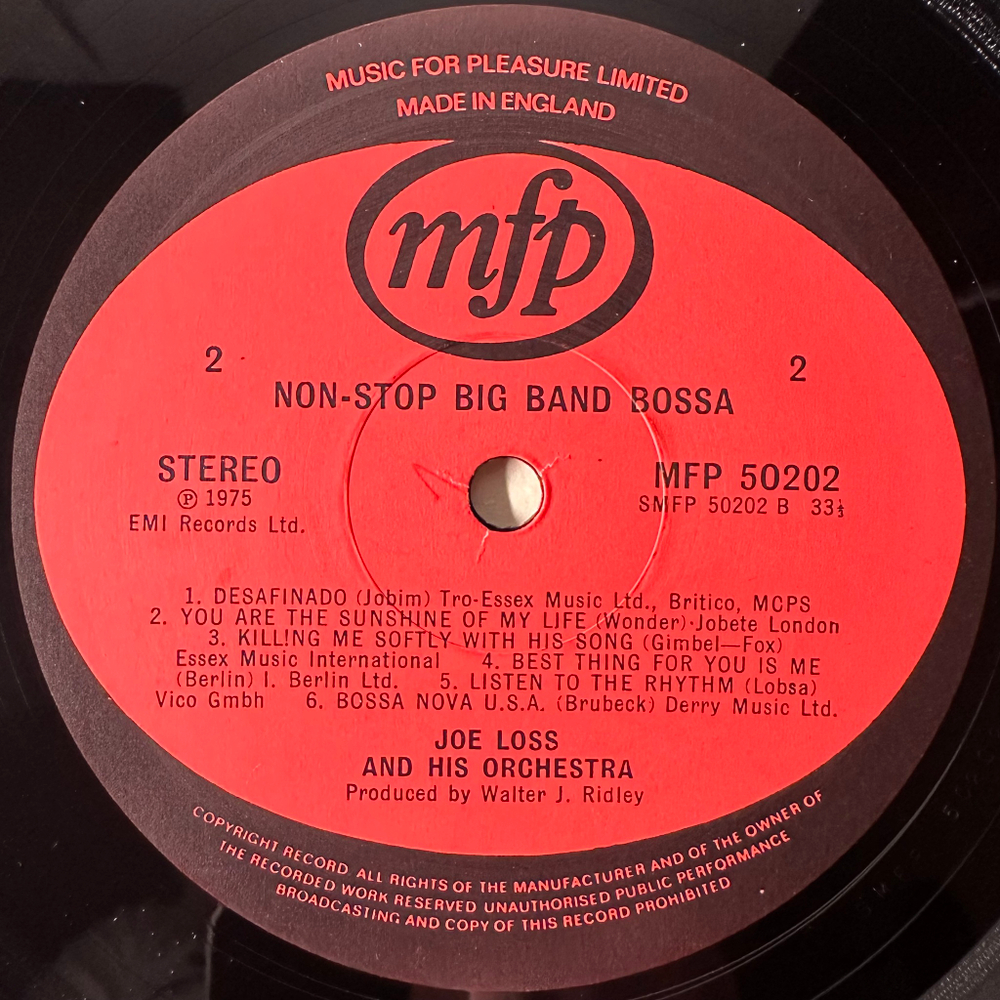 MUSIC FOR PLEASURE LIMITED
MADE IN ENGLAND
mfp
2 2
NON-STOP BIG BAND BOSSA
STEREO MFP 50202
℗ 1975 SMFP 50202 B 33⅓
EMI Records Ltd.
1. DESAFINADO (Jobim) Tro-Essex Music Ltd., Britico, MCPS
2. YOU ARE THE SUNSHINE OF MY LIFE (Wonder)·Jobete London
3. KILLING ME SOFTLY WITH HIS SONG (Gimbel—Fox)
Essex Music International 4. BEST THING FOR YOU IS ME
(Berlin) I. Berlin Ltd. 5. LISTEN TO THE RHYTHM (Lobsa)
Vico Gmbh 6. BOSSA NOVA U.S.A. (Brubeck) Derry Music Ltd.
JOE LOSS
AND HIS ORCHESTRA
Produced by Walter J. Ridley
COPYRIGHT RECORD ALL RIGHTS OF THE MANUFACTURER AND OF THE OWNER OF
THE RECORDED WORK RESERVED UNAUTHORISED PUBLIC PERFORMANCE
BROADCASTING AND COPY OF THIS RECORD PROHIBITED